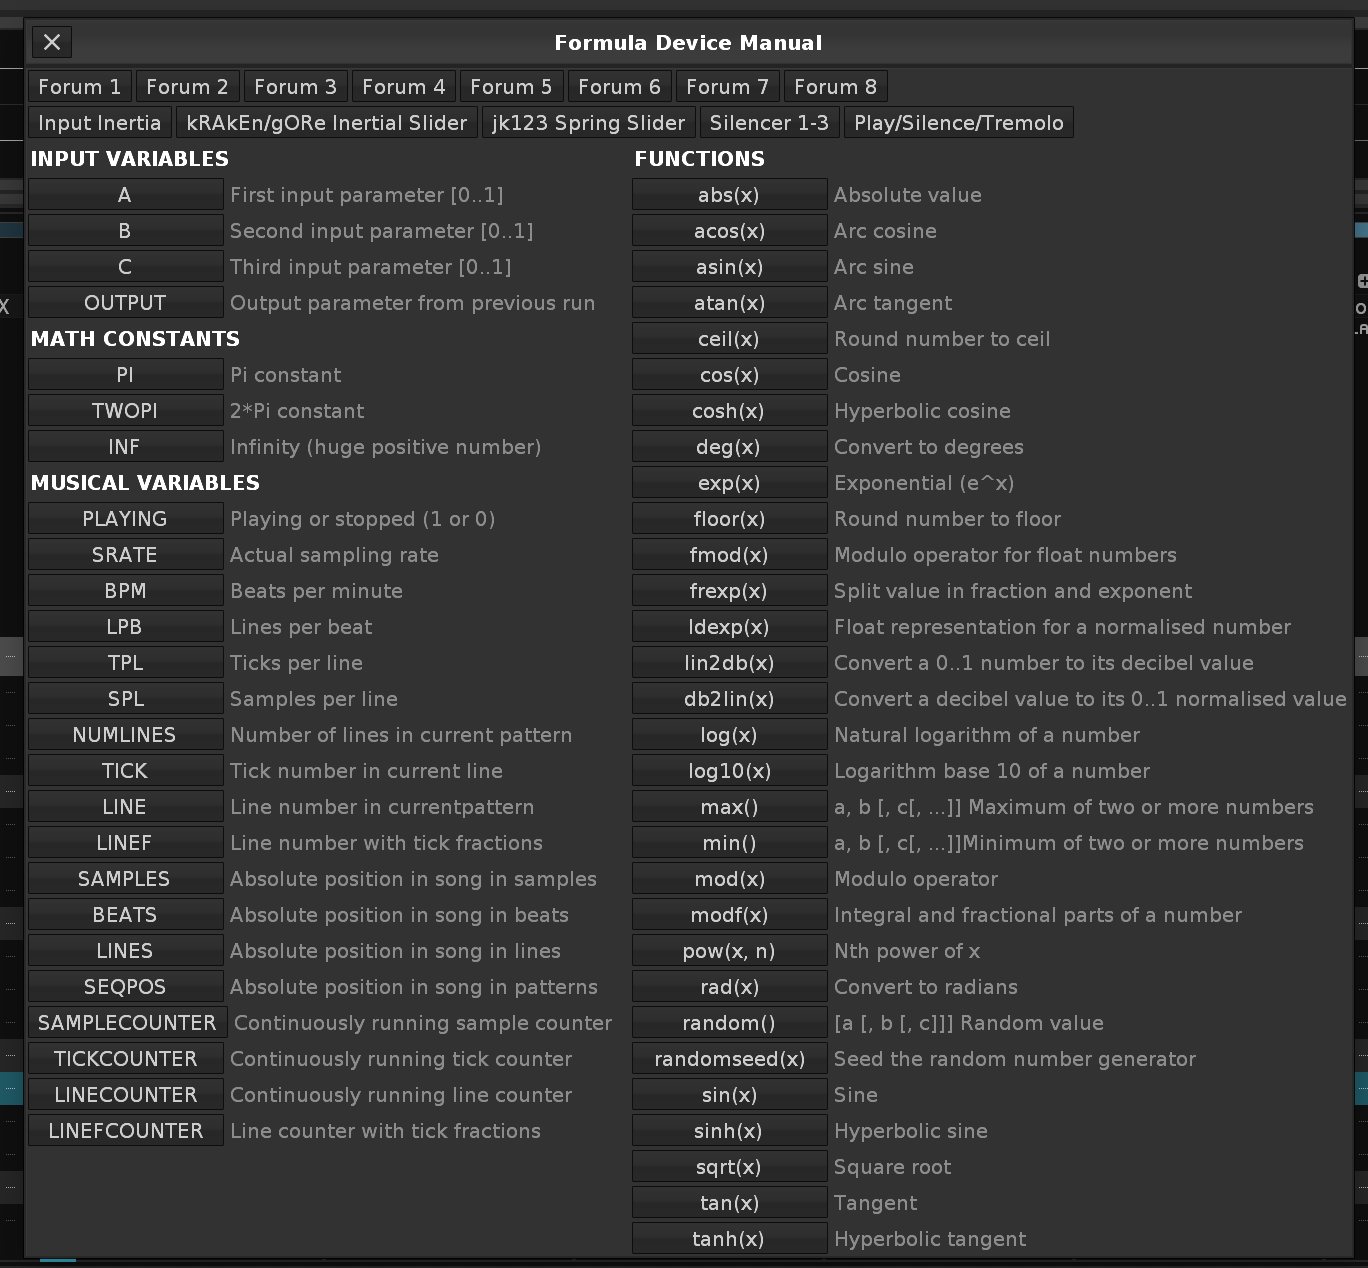 Formula Device Manual
Forum 1 Forum 2 Forum 3 Forum 4 Forum 5 Forum 6 Forum 7 Forum 8
Input Inertia kRAkEn/gORe Inertial Slider jk123 Spring Slider Silencer 1-3 Play/Silence/Tremolo
INPUT VARIABLES
A First input parameter [0..1]
B Second input parameter [0..1]
C Third input parameter [0..1]
OUTPUT Output parameter from previous run
MATH CONSTANTS
PI Pi constant
TWOPI 2*Pi constant
INF Infinity (huge positive number)
MUSICAL VARIABLES
PLAYING Playing or stopped (1 or 0)
SRATE Actual sampling rate
BPM Beats per minute
LPB Lines per beat
TPL Ticks per line
SPL Samples per line
NUMLINES Number of lines in current pattern
TICK Tick number in current line
LINE Line number in currentpattern
LINEF Line number with tick fractions
SAMPLES Absolute position in song in samples
BEATS Absolute position in song in beats
LINES Absolute position in song in lines
SEQPOS Absolute position in song in patterns
SAMPLECOUNTER Continuously running sample counter
TICKCOUNTER Continuously running tick counter
LINECOUNTER Continuously running line counter
LINEFCOUNTER Line counter with tick fractions
FUNCTIONS
abs(x) Absolute value
acos(x) Arc cosine
asin(x) Arc sine
atan(x) Arc tangent
ceil(x) Round number to ceil
cos(x) Cosine
cosh(x) Hyperbolic cosine
deg(x) Convert to degrees
exp(x) Exponential (e^x)
floor(x) Round number to floor
fmod(x) Modulo operator for float numbers
frexp(x) Split value in fraction and exponent
ldexp(x) Float representation for a normalised number
lin2db(x) Convert a 0..1 number to its decibel value
db2lin(x) Convert a decibel value to its 0..1 normalised value
log(x) Natural logarithm of a number
log10(x) Logarithm base 10 of a number
max() a, b [, c[, ...]] Maximum of two or more numbers
min() a, b [, c[, ...]]Minimum of two or more numbers
mod(x) Modulo operator
modf(x) Integral and fractional parts of a number
pow(x, n) Nth power of x
rad(x) Convert to radians
random() [a [, b [, c]]] Random value
randomseed(x) Seed the random number generator
sin(x) Sine
sinh(x) Hyperbolic sine
sqrt(x) Square root
tan(x) Tangent
tanh(x) Hyperbolic tangent